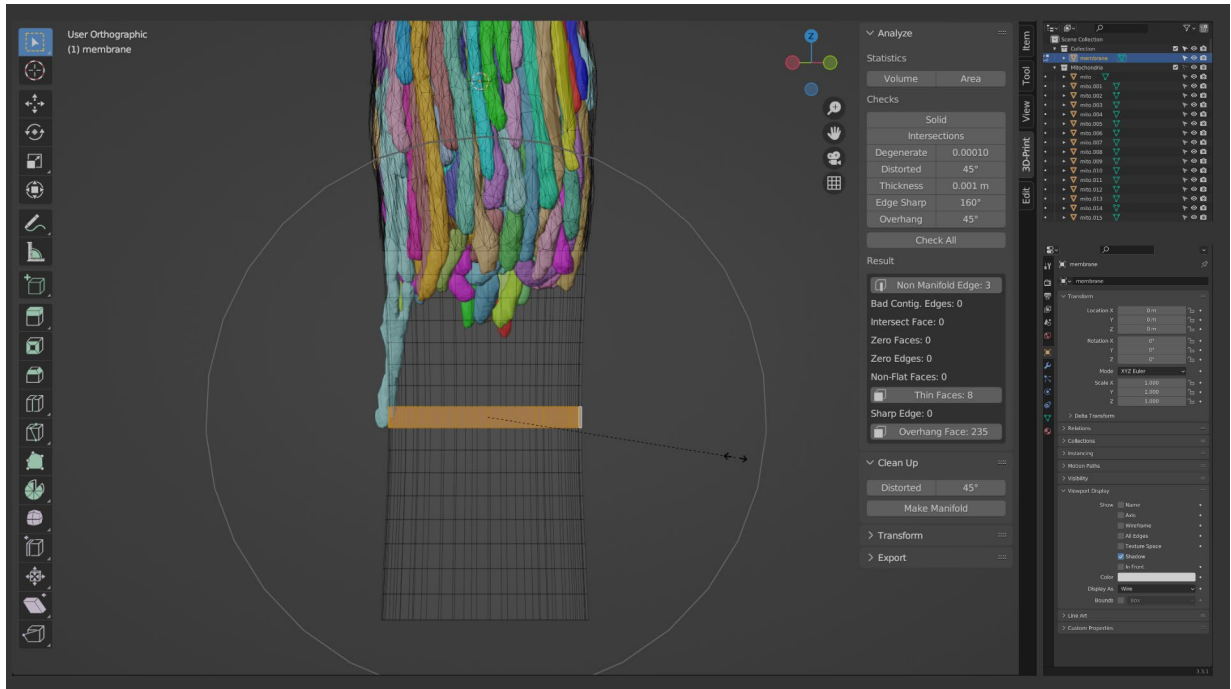 User Orthographic
(1) membrane
Z
Analyze
Statistics
Volume Area
Checks
Solid
Intersections
Degenerate 0.00010
Distorted 45°
Thickness 0.001 m
Edge Sharp 160°
Overhang 45°
Check All
Result
Non Manifold Edge: 3
Bad Contig. Edges: 0
Intersect Face: 0
Zero Faces: 0
Zero Edges: 0
Non-Flat Faces: 0
Thin Faces: 8
Sharp Edge: 0
Overhang Face: 235
Clean Up
Distorted 45°
Make Manifold
Transform
Export
Item
Tool
View
3D-Print
Edit
Scene Collection
Collection
membrane
Mitochondria
mito
mito.001
mito.002
mito.003
mito.004
mito.005
mito.006
mito.007
mito.008
mito.009
mito.010
mito.011
mito.012
mito.013
mito.014
mito.015
membrane
membrane
Transform
Location X 0 m
Y 0 m
Z 0 m
Rotation X 0°
Y 0°
Z 0°
Mode XYZ Euler
Scale X 1.000
Y 1.000
Z 1.000
Delta Transform
Relations
Collections
Instancing
Motion Paths
Visibility
Viewport Display
Show Name
Axis
Wireframe
All Edges
Texture Space
Shadow
In Front
Color
Display As Wire
Bounds Box
Line Art
Custom Properties
3.3.1